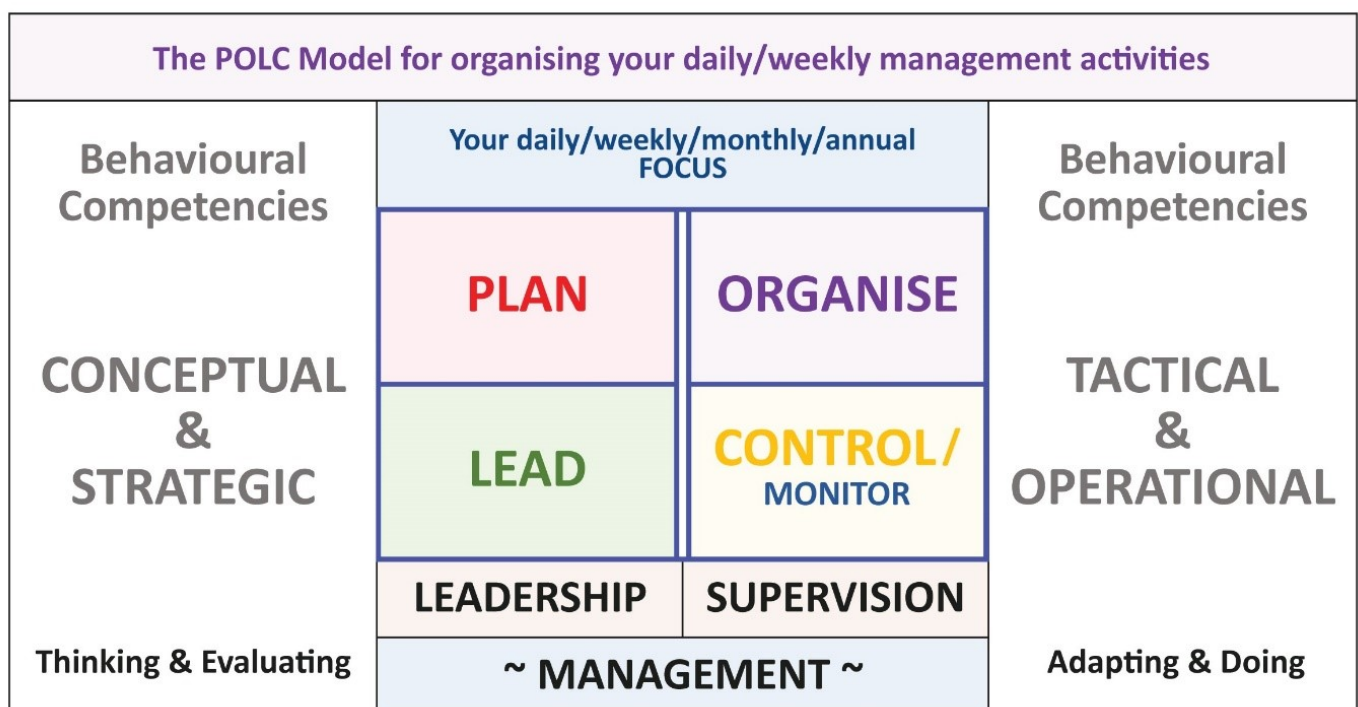 The POLC Model for organising your daily/weekly management activities
Behavioural
Competencies
CONCEPTUAL
&
STRATEGIC
Thinking & Evaluating
Your daily/weekly/monthly/annual
FOCUS
PLAN
ORGANISE
LEAD
CONTROL/
MONITOR
LEADERSHIP
SUPERVISION
~ MANAGEMENT ~
Behavioural
Competencies
TACTICAL
&
OPERATIONAL
Adapting & Doing